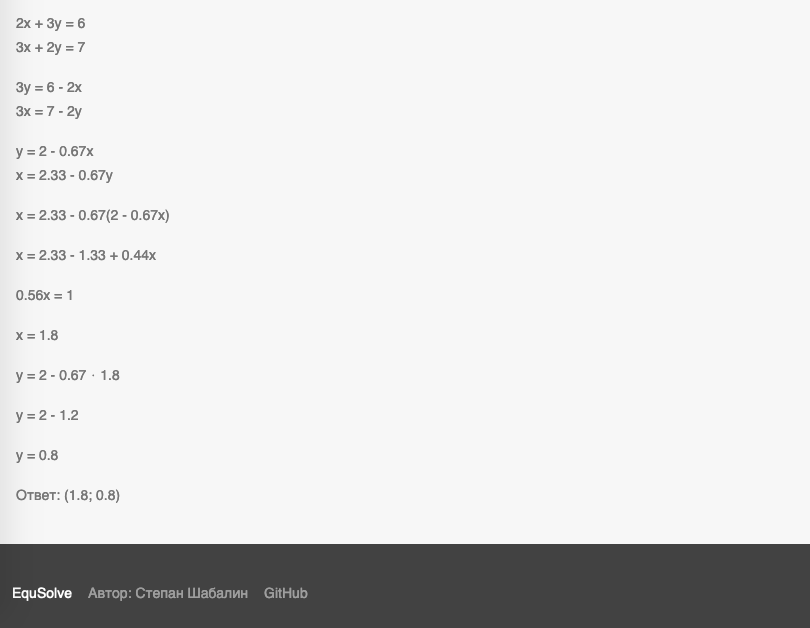 2x + 3y = 6
3x + 2y = 7
3y = 6 - 2x
3x = 7 - 2y
y = 2 - 0.67x
x = 2.33 - 0.67y
x = 2.33 - 0.67(2 - 0.67x)
x = 2.33 - 1.33 + 0.44x
0.56x = 1
x = 1.8
y = 2 - 0.67 · 1.8
y = 2 - 1.2
y = 0.8
Ответ: (1.8; 0.8)
EquSolve Автор: Степан Шабалин GitHub